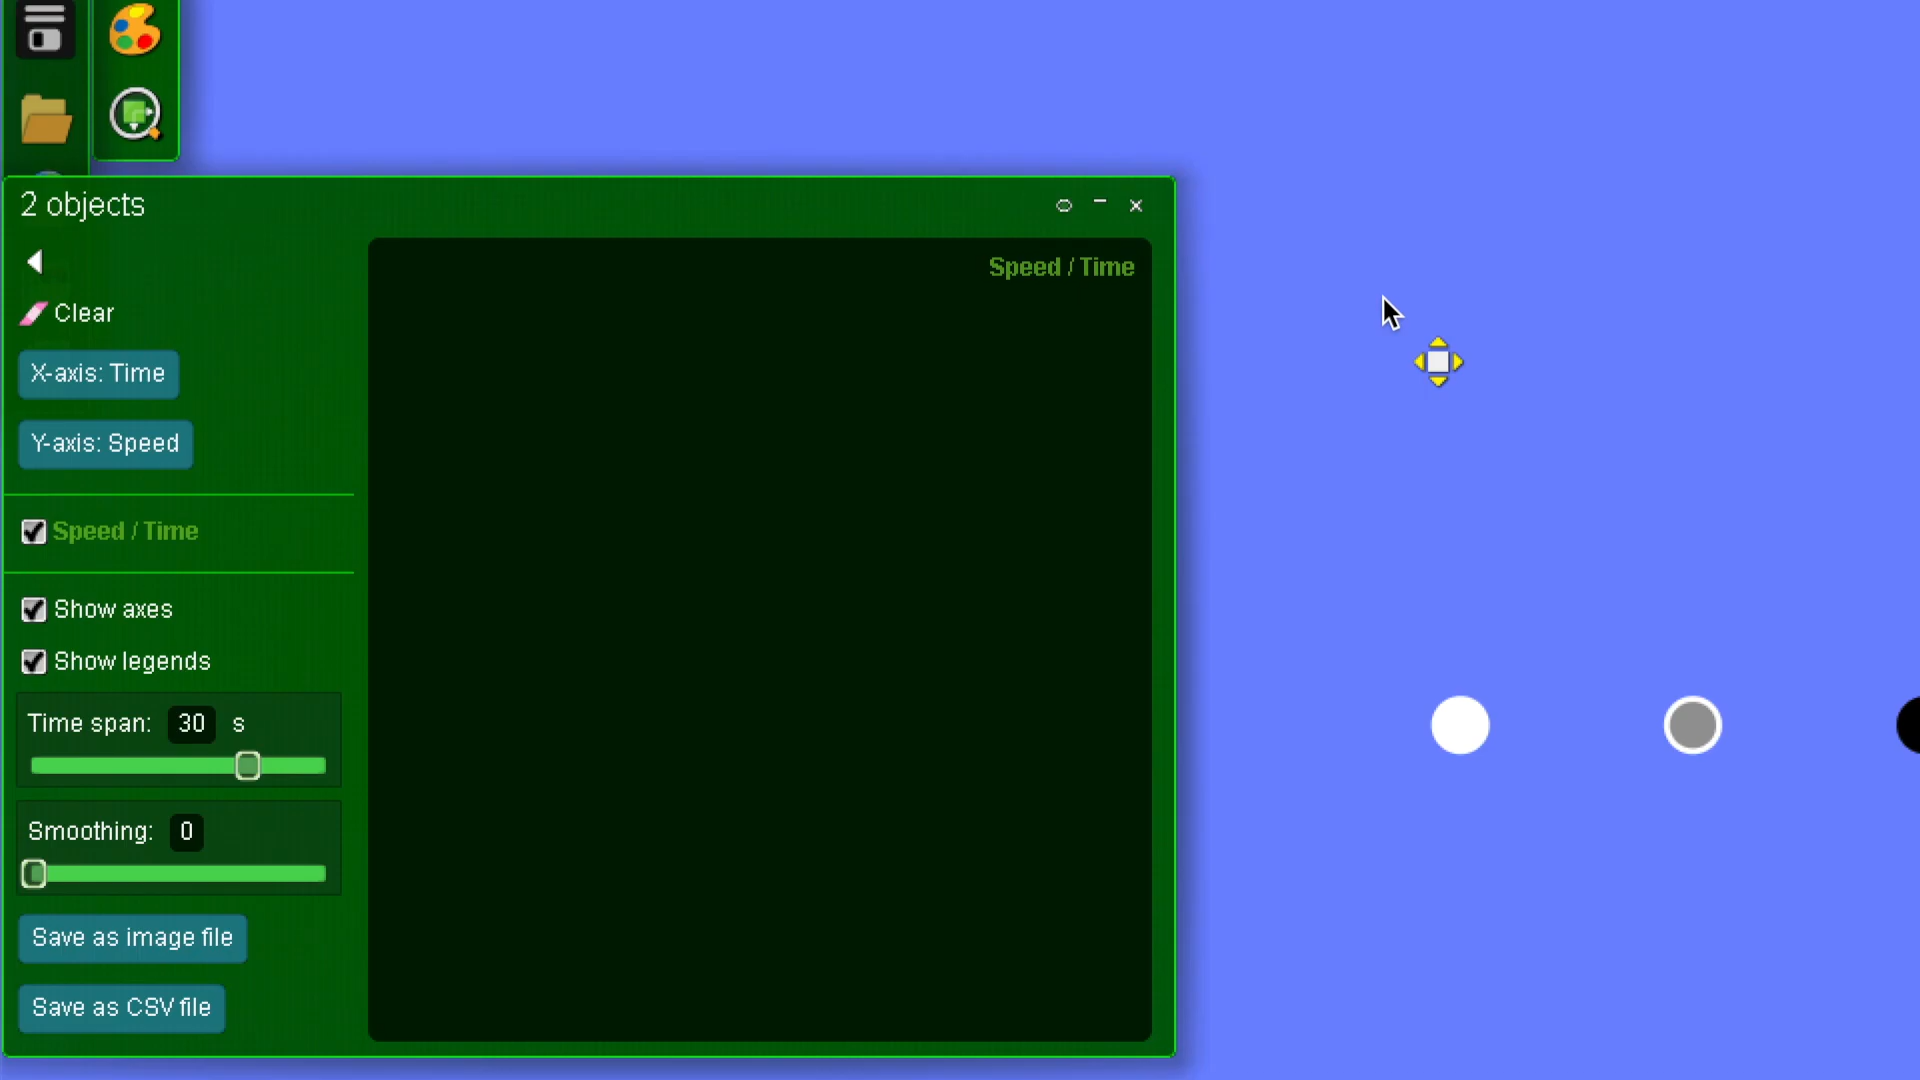 2 objects
Speed / Time
Clear
X-axis: Time
Y-axis: Speed
Speed / Time
Show axes
Show legends
Time span: 30 s
Smoothing: 0
Save as image file
Save as CSV file